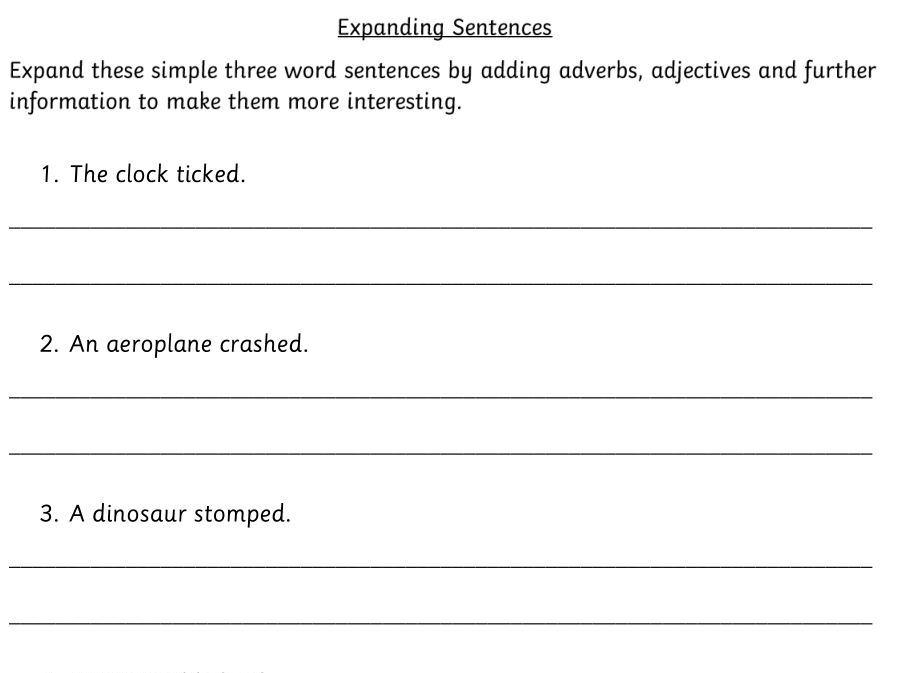 Expanding Sentences
Expand these simple three word sentences by adding adverbs, adjectives and further
information to make them more interesting.
1. The clock ticked.
2. An aeroplane crashed.
3. A dinosaur stomped.